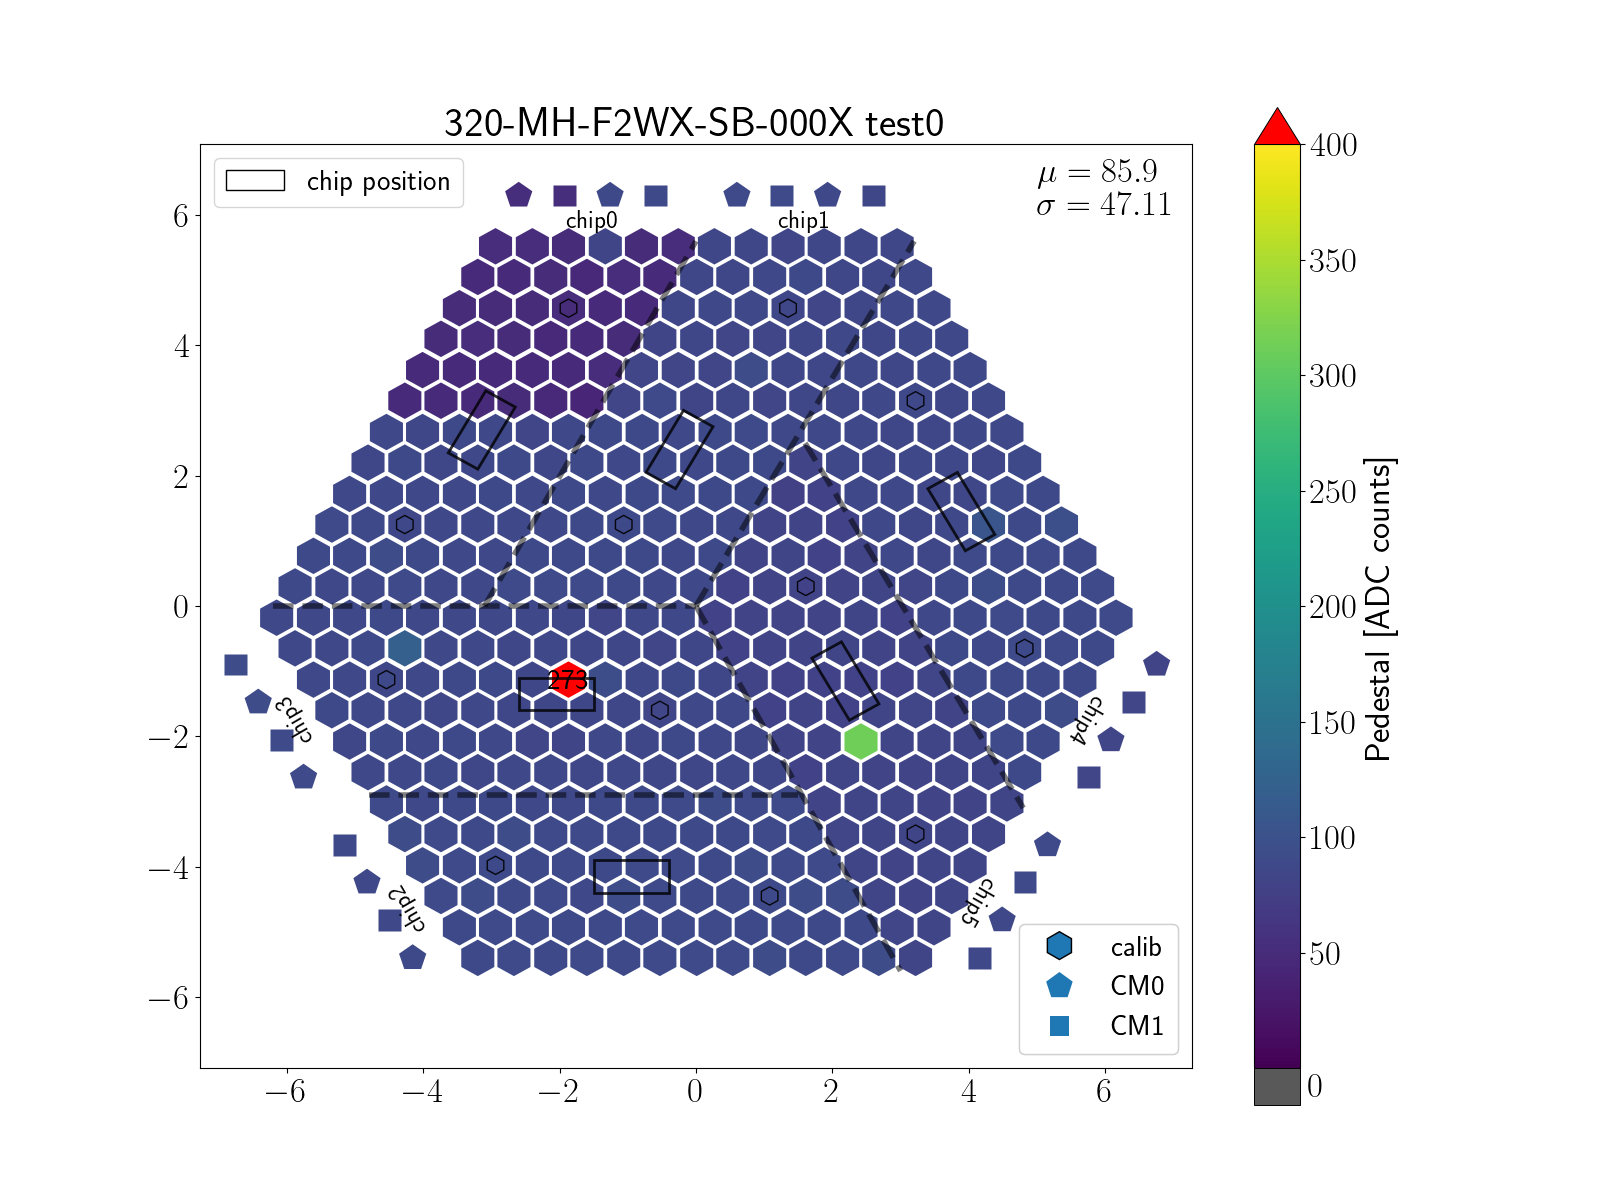 320-MH-F2WX-SB-000X test0
chip position
μ = 85.9
σ = 47.11
chip0
chip1
273
chip3
chip4
chip2
chip5
calib
CM0
CM1
6
4
2
0
−2
−4
−6
−6
−4
−2
0
2
4
6
400
350
300
250
200
150
100
50
0
Pedestal [ADC counts]